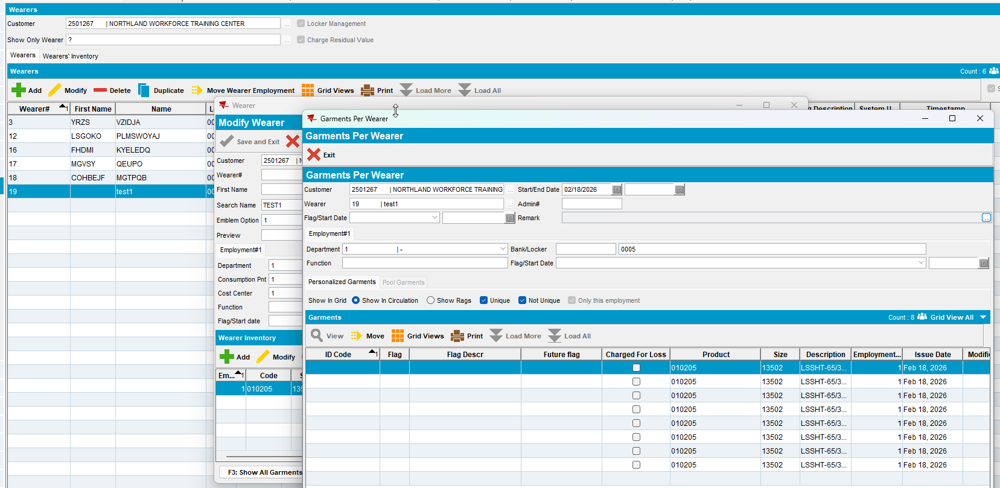 Wearers
Customer 2501267 | NORTHLAND WORKFORCE TRAINING CENTER ... Locker Management
Show Only Wearer ? ... Charge Residual Value
Wearers Wearers' Inventory
Wearers Count : 6
Add Modify Delete Duplicate Move Wearer Employment Grid Views Print Load More Load All
Wearer# 1 First Name Name Description System U... Timestamp
3 YRZS VZIDJA 00
12 LSGOKO PLMSWOYAJ 00
16 FHDMI KYELEDQ 00
17 MGVSY QEUPO 00
18 COHBEJF MGTPQB 00
19 test1 00
Wearer
Modify Wearer
Save and Exit
Customer 2501267 | N
Wearer#
First Name
Search Name TEST1
Emblem Option 1
Preview
Employment#1
Department 1
Consumption Pnt 1
Cost Center 1
Function
Flag/Start date
Wearer Inventory
Add Modify
Em... 1 Code S
1 010205 135
F3: Show All Garments
Garments Per Wearer
Garments Per Wearer
Exit
Garments Per Wearer
Customer 2501267 | NORTHLAND WORKFORCE TRAINING ... Start/End Date 02/18/2026 16 16
Wearer 19 | test1 ... Admin#
Flag/Start Date 16 Remark ...
Employment#1
Department 1 | - Bank/Locker 0005
Function Flag/Start Date 16
Personalized Garments Pool Garments
Show In Grid Show In Circulation Show Rags Unique Not Unique Only this employment
Garments Count : 8 Grid View All
View Move Grid Views Print Load More Load All
ID Code 1 Flag Flag Descr Future flag Charged For Loss Product Size Description Employment... Issue Date Modifi
010205 13502 LSSHT-65/3... 1 Feb 18, 2026
010205 13502 LSSHT-65/3... 1 Feb 18, 2026
010205 13502 LSSHT-65/3... 1 Feb 18, 2026
010205 13502 LSSHT-65/3... 1 Feb 18, 2026
010205 13502 LSSHT-65/3... 1 Feb 18, 2026
010205 13502 LSSHT-65/3... 1 Feb 18, 2026
010205 13502 LSSHT-65/3... 1 Feb 18, 2026
010205 13502 LSSHT-65/3... 1 Feb 18, 2026